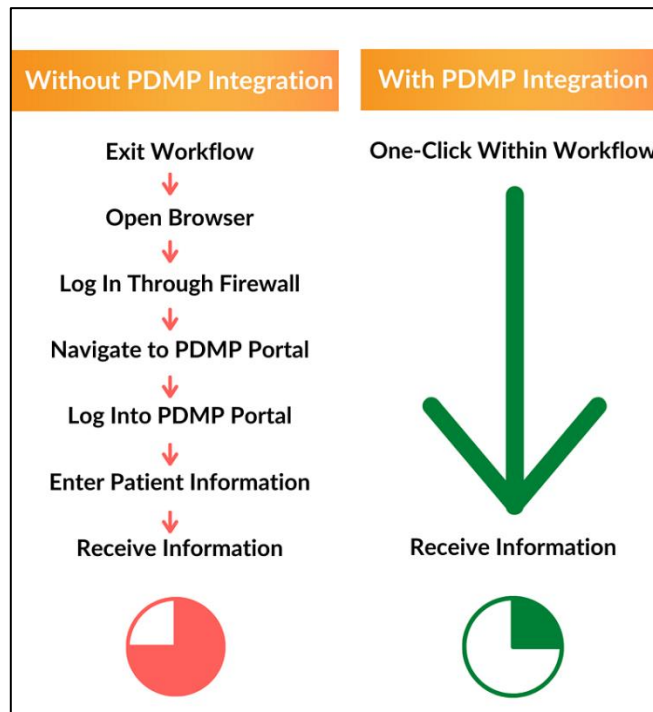 Without PDMP Integration
Exit Workflow
Open Browser
Log In Through Firewall
Navigate to PDMP Portal
Log Into PDMP Portal
Enter Patient Information
Receive Information
With PDMP Integration
One-Click Within Workflow
Receive Information